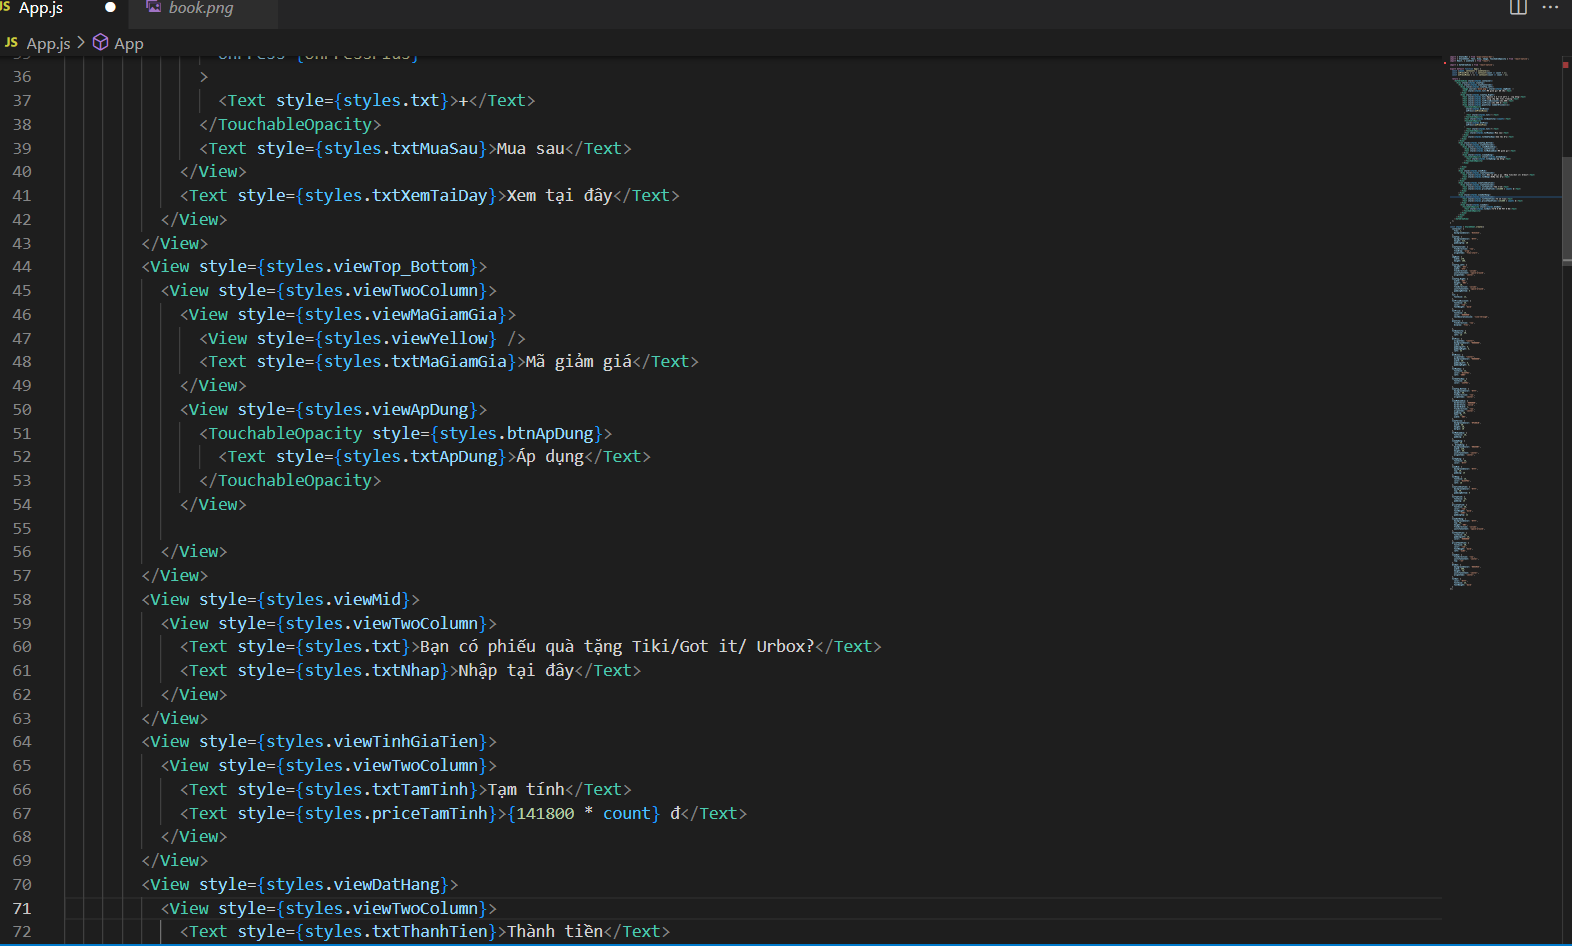 JS App.js
book.png
JS App.js > App
35 onPress={onPressPlus}
36 >
37 <Text style={styles.txt}>+</Text>
38 </TouchableOpacity>
39 <Text style={styles.txtMuaSau}>Mua sau</Text>
40 </View>
41 <Text style={styles.txtXemTaiDay}>Xem tại đây</Text>
42 </View>
43 </View>
44 <View style={styles.viewTop_Bottom}>
45 <View style={styles.viewTwoColumn}>
46 <View style={styles.viewMaGiamGia}>
47 <View style={styles.viewYellow} />
48 <Text style={styles.txtMaGiamGia}>Mã giảm giá</Text>
49 </View>
50 <View style={styles.viewApDung}>
51 <TouchableOpacity style={styles.btnApDung}>
52 <Text style={styles.txtApDung}>Áp dụng</Text>
53 </TouchableOpacity>
54 </View>
55
56 </View>
57 </View>
58 <View style={styles.viewMid}>
59 <View style={styles.viewTwoColumn}>
60 <Text style={styles.txt}>Bạn có phiếu quà tặng Tiki/Got it/ Urbox?</Text>
61 <Text style={styles.txtNhap}>Nhập tại đây</Text>
62 </View>
63 </View>
64 <View style={styles.viewTinhGiaTien}>
65 <View style={styles.viewTwoColumn}>
66 <Text style={styles.txtTamTinh}>Tạm tính</Text>
67 <Text style={styles.priceTamTinh}>{141800 * count} đ</Text>
68 </View>
69 </View>
70 <View style={styles.viewDatHang}>
71 <View style={styles.viewTwoColumn}>
72 <Text style={styles.txtThanhTien}>Thành tiền</Text>